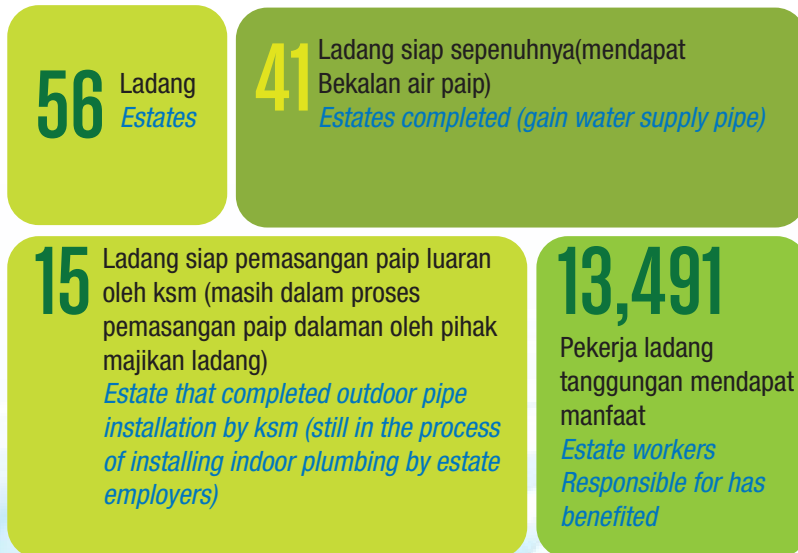 56
Ladang
Estates
41
Ladang siap sepenuhnya(mendapat
Bekalan air paip)
Estates completed (gain water supply pipe)
15
Ladang siap pemasangan paip luaran
oleh ksm (masih dalam proses
pemasangan paip dalaman oleh pihak
majikan ladang)
Estate that completed outdoor pipe
installation by ksm (still in the process
of installing indoor plumbing by estate
employers)
13,491
Pekerja ladang
tanggungan mendapat
manfaat
Estate workers
Responsible for has
benefited